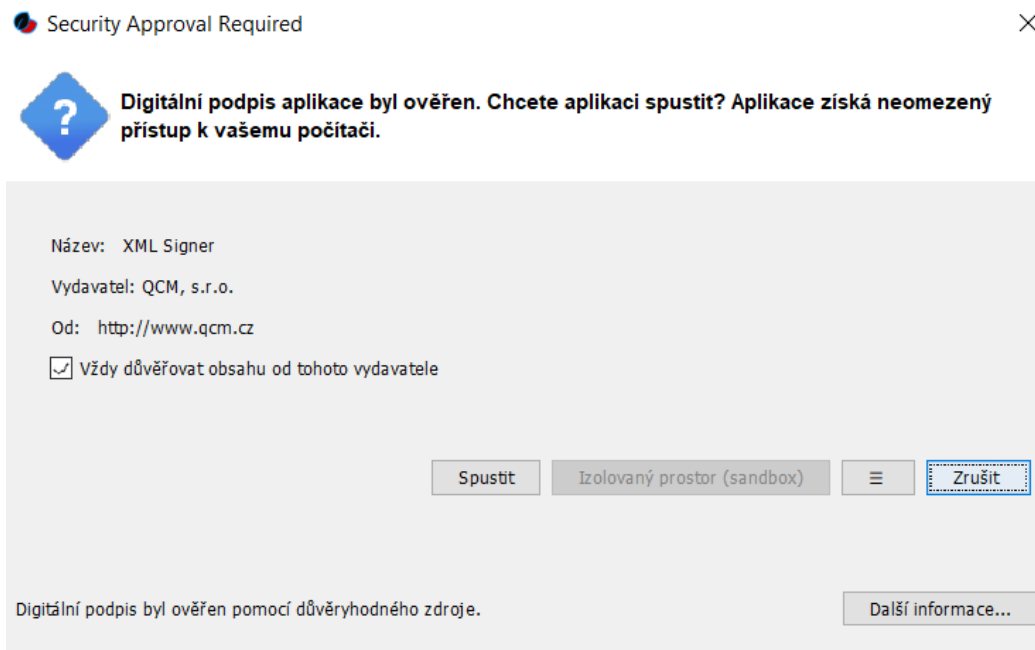 Security Approval Required
?
Digitální podpis aplikace byl ověřen. Chcete aplikaci spustit? Aplikace získá neomezený
přístup k vašemu počítači.
Název: XML Signer
Vydavatel: QCM, s.r.o.
Od: http://www.qcm.cz
Vždy důvěřovat obsahu od tohoto vydavatele
Spustit Izolovaný prostor (sandbox) ☰ Zrušit
Digitální podpis byl ověřen pomocí důvěryhodného zdroje. Další informace...